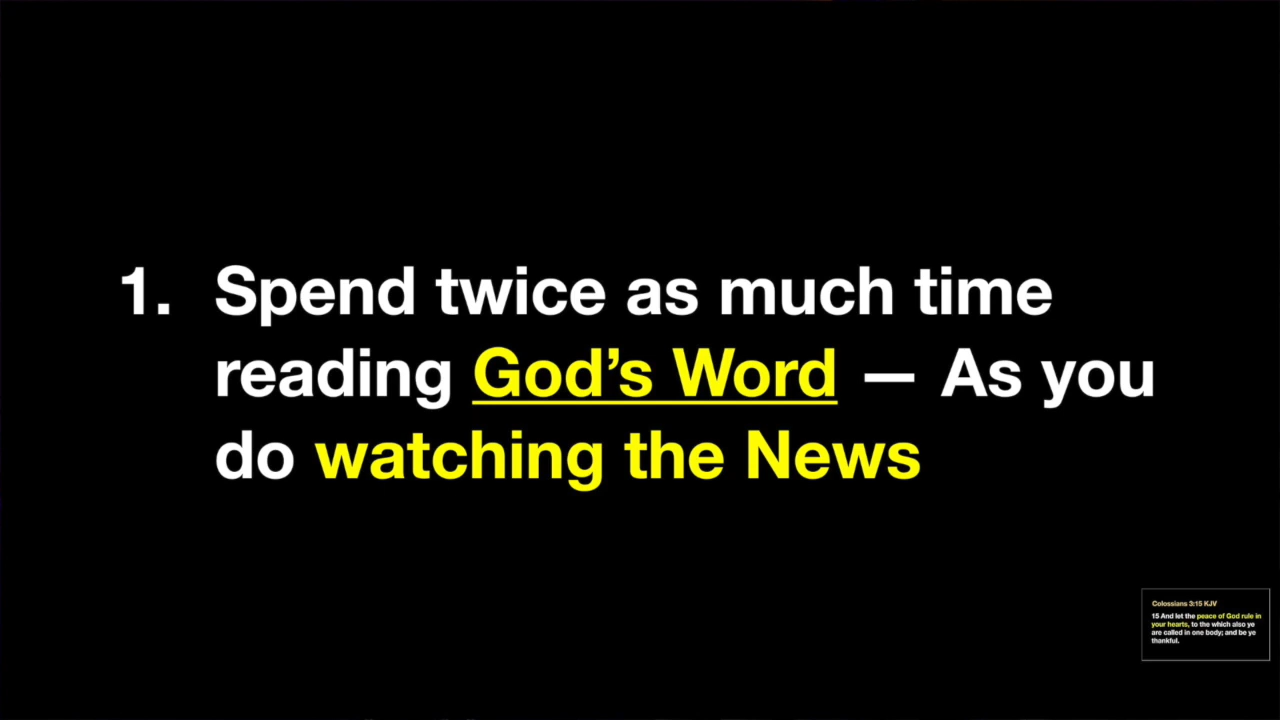 1. Spend twice as much time
reading God’s Word — As you
do watching the News
Colossians 3:15 KJV
15 And let the peace of God rule in
your hearts, to the which also ye
are called in one body; and be ye
thankful.